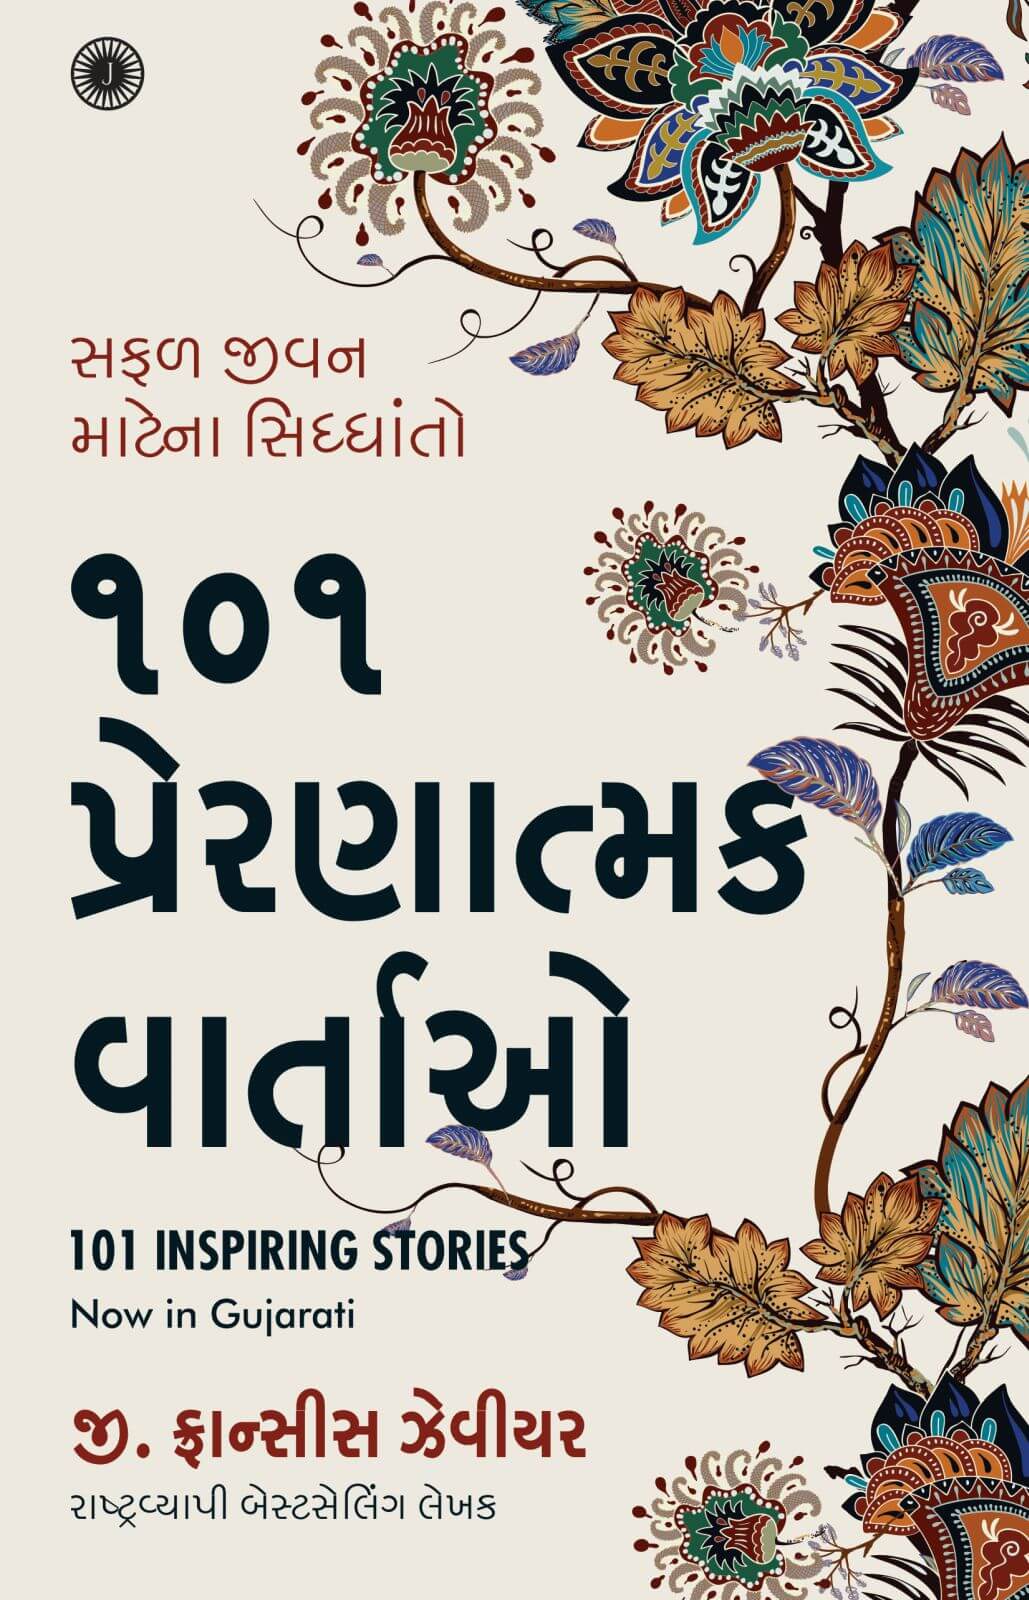 J
સફળ જીવન
માટેના સિદ્ધાંતો
૧૦૧
પ્રેરણાત્મક
વાર્તાઓ
101 INSPIRING STORIES
Now in Gujarati
જી. ફ્રાન્સીસ ઝેવીયર
રાષ્ટ્રવ્યાપી બેસ્ટસેલિંગ લેખક